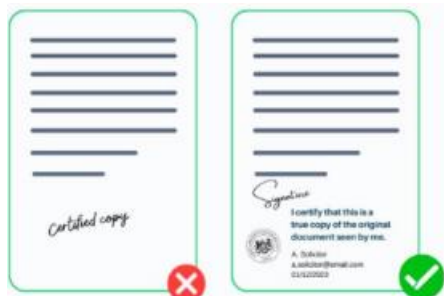 Certified copy
Signature
I certify that this is a
true copy of the original
document seen by me.
A. Solicitor
a.solicitor@email.com
01/12/2023